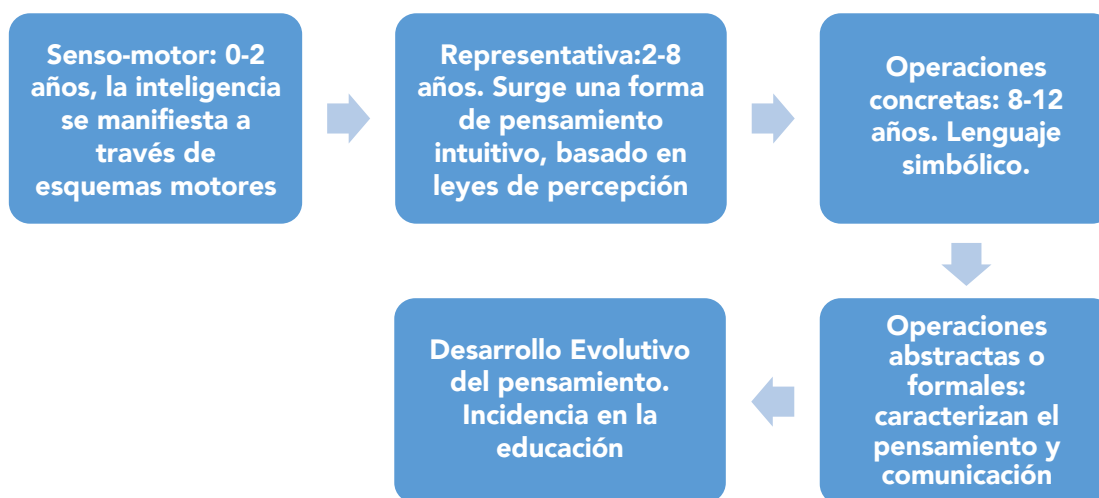 Senso-motor: 0-2
años, la inteligencia
se manifiesta a
través de
esquemas motores
Representativa:2-8
años. Surge una forma
de pensamiento
intuitivo, basado en
leyes de percepción
Operaciones
concretas: 8-12
años. Lenguaje
simbólico.
Operaciones
abstractas o
formales:
caracterizan el
pensamiento y
comunicación
Desarrollo Evolutivo
del pensamiento.
Incidencia en la
educación